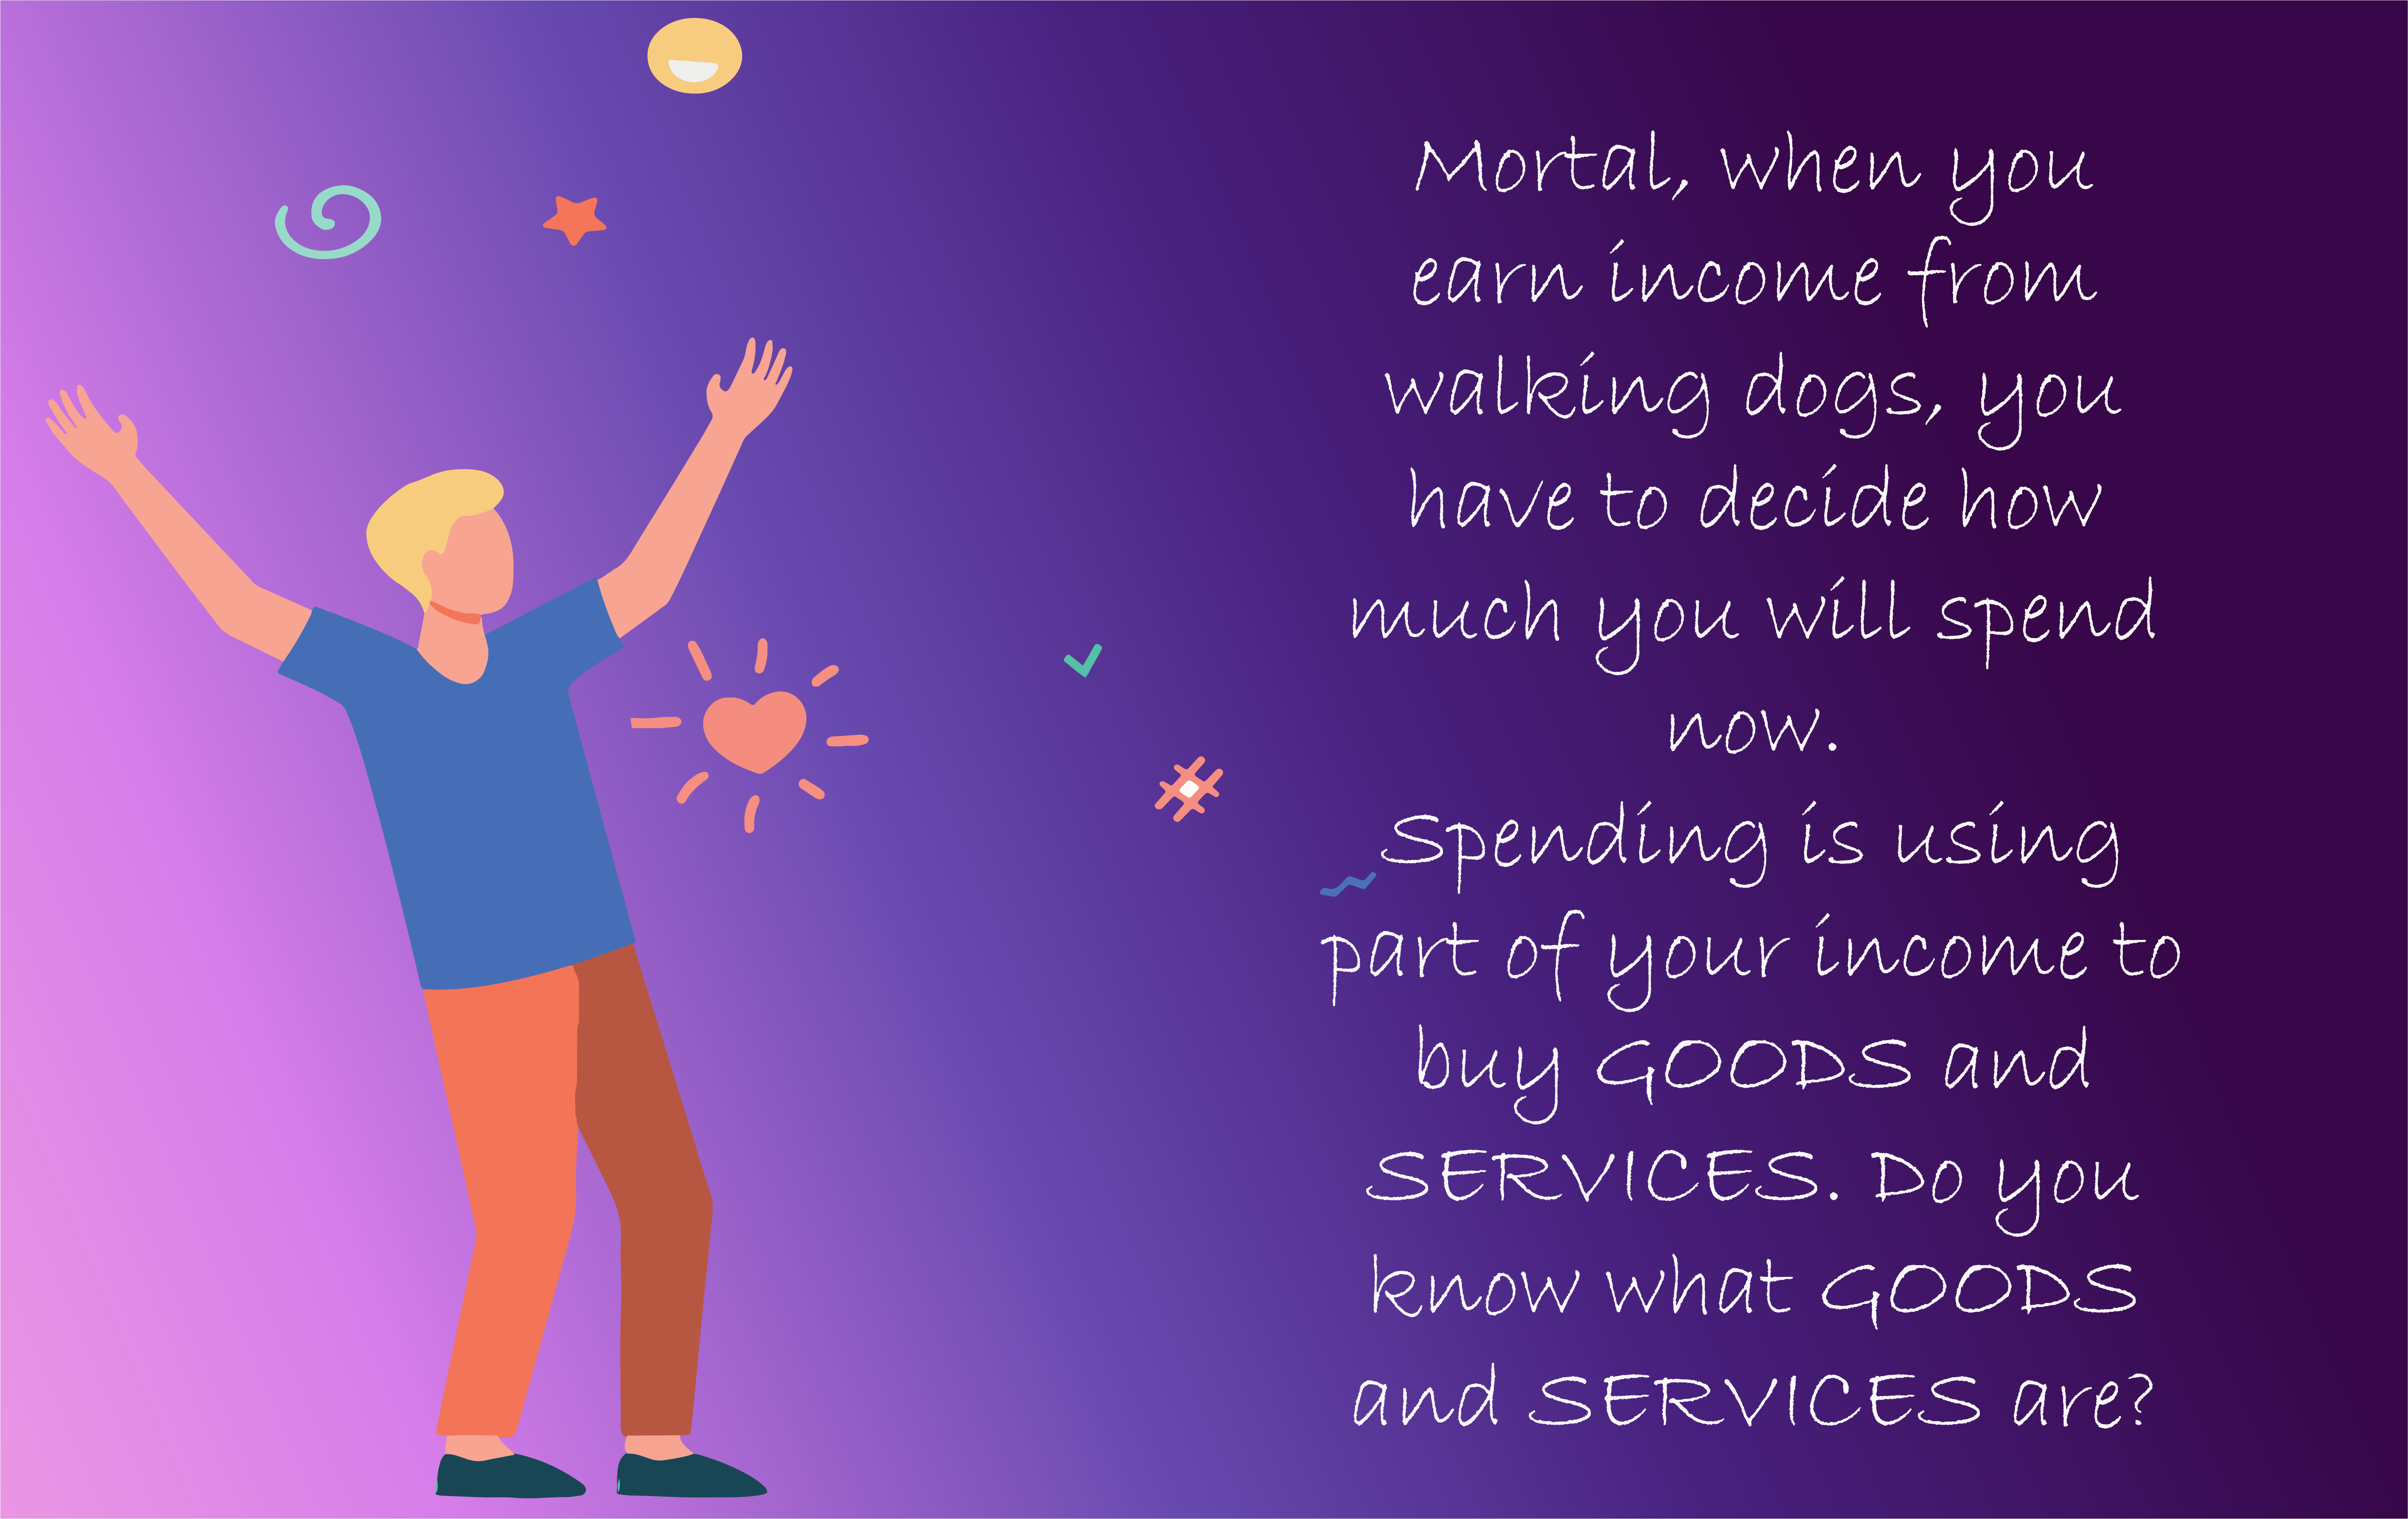 Mortal, when you
earn income from
walking dogs, you
have to decide how
much you will spend
now.
Spending is using
part of your income to
buy GOODS and
SERVICES. Do you
know what GOODS
and SERVICES are?